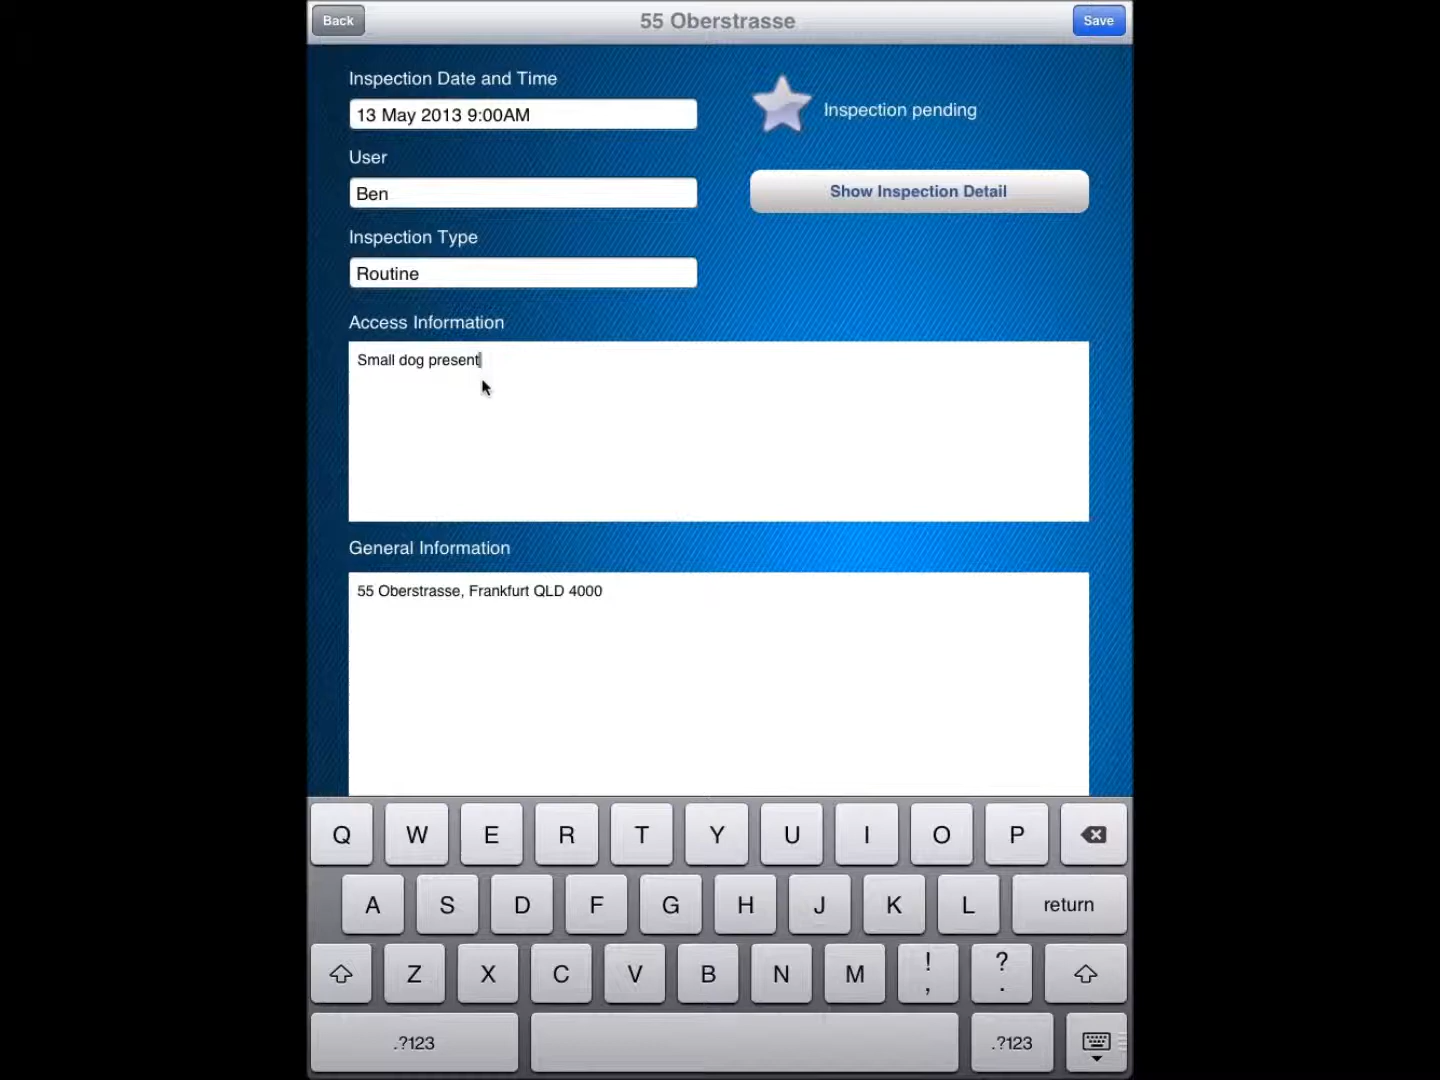 Back
55 Oberstrasse
Save
Inspection Date and Time
13 May 2013 9:00AM
Inspection pending
User
Ben
Show Inspection Detail
Inspection Type
Routine
Access Information
Small dog present
General Information
55 Oberstrasse, Frankfurt QLD 4000
Q W E R T Y U I O P
A S D F G H J K L return
Z X C V B N M ! , ? .
.?123 .?123